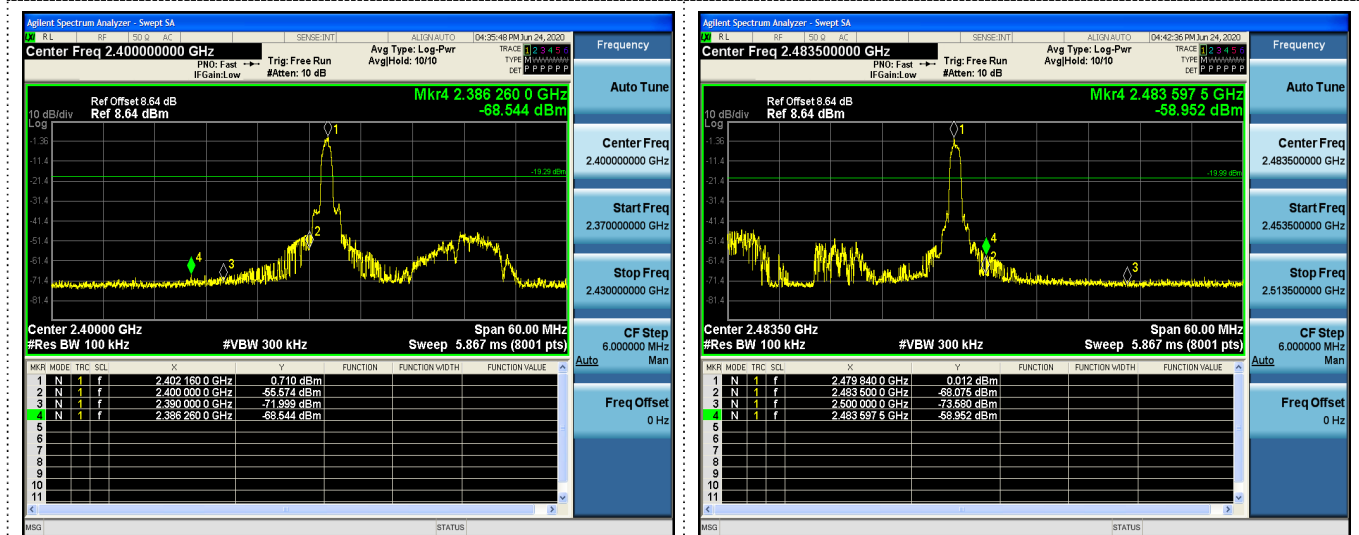 Agilent Spectrum Analyzer - Swept SA
LXI RL RF 50 Ω AC SENSE:INT ALIGN AUTO 04:35:48 PM Jun 24, 2020
Center Freq 2.400000000 GHz
PNO: Fast
IFGain:Low
Trig: Free Run
#Atten: 10 dB
Avg Type: Log-Pwr
Avg|Hold: 10/10
TRACE 1 2 3 4 5 6
TYPE M
DET P P P P P P
Mkr4 2.386 260 0 GHz
-68.544 dBm
Ref Offset 8.64 dB
10 dB/div Ref 8.64 dBm
Log
-1.36
-11.4
-21.4
-31.4
-41.4
-51.4
-61.4
-71.4
-81.4
-19.29 dBm
1
2
3
4
Center 2.40000 GHz Span 60.00 MHz
#Res BW 100 kHz #VBW 300 kHz Sweep 5.867 ms (8001 pts)
MKR MODE TRC SCL X Y FUNCTION FUNCTION WIDTH FUNCTION VALUE
1 N 1 f 2.402 160 0 GHz 0.710 dBm
2 N 1 f 2.400 000 0 GHz -55.574 dBm
3 N 1 f 2.390 000 0 GHz -71.999 dBm
4 N 1 f 2.386 260 0 GHz -68.544 dBm
5
6
7
8
9
10
11
MSG STATUS
Frequency
Auto Tune
Center Freq
2.400000000 GHz
Start Freq
2.370000000 GHz
Stop Freq
2.430000000 GHz
CF Step
6.000000 MHz
Auto Man
Freq Offset
0 Hz
Agilent Spectrum Analyzer - Swept SA
LXI RL RF 50 Ω AC SENSE:INT ALIGN AUTO 04:42:36 PM Jun 24, 2020
Center Freq 2.483500000 GHz
PNO: Fast
IFGain:Low
Trig: Free Run
#Atten: 10 dB
Avg Type: Log-Pwr
Avg|Hold: 10/10
TRACE 1 2 3 4 5 6
TYPE M
DET P P P P P P
Mkr4 2.483 597 5 GHz
-58.952 dBm
Ref Offset 8.64 dB
10 dB/div Ref 8.64 dBm
Log
-1.36
-11.4
-21.4
-31.4
-41.4
-51.4
-61.4
-71.4
-81.4
-19.99 dBm
1
4
2
3
Center 2.48350 GHz Span 60.00 MHz
#Res BW 100 kHz #VBW 300 kHz Sweep 5.867 ms (8001 pts)
MKR MODE TRC SCL X Y FUNCTION FUNCTION WIDTH FUNCTION VALUE
1 N 1 f 2.479 840 0 GHz 0.012 dBm
2 N 1 f 2.483 500 0 GHz -68.075 dBm
3 N 1 f 2.500 000 0 GHz -73.580 dBm
4 N 1 f 2.483 597 5 GHz -58.952 dBm
5
6
7
8
9
10
11
MSG STATUS
Frequency
Auto Tune
Center Freq
2.483500000 GHz
Start Freq
2.453500000 GHz
Stop Freq
2.513500000 GHz
CF Step
6.000000 MHz
Auto Man
Freq Offset
0 Hz